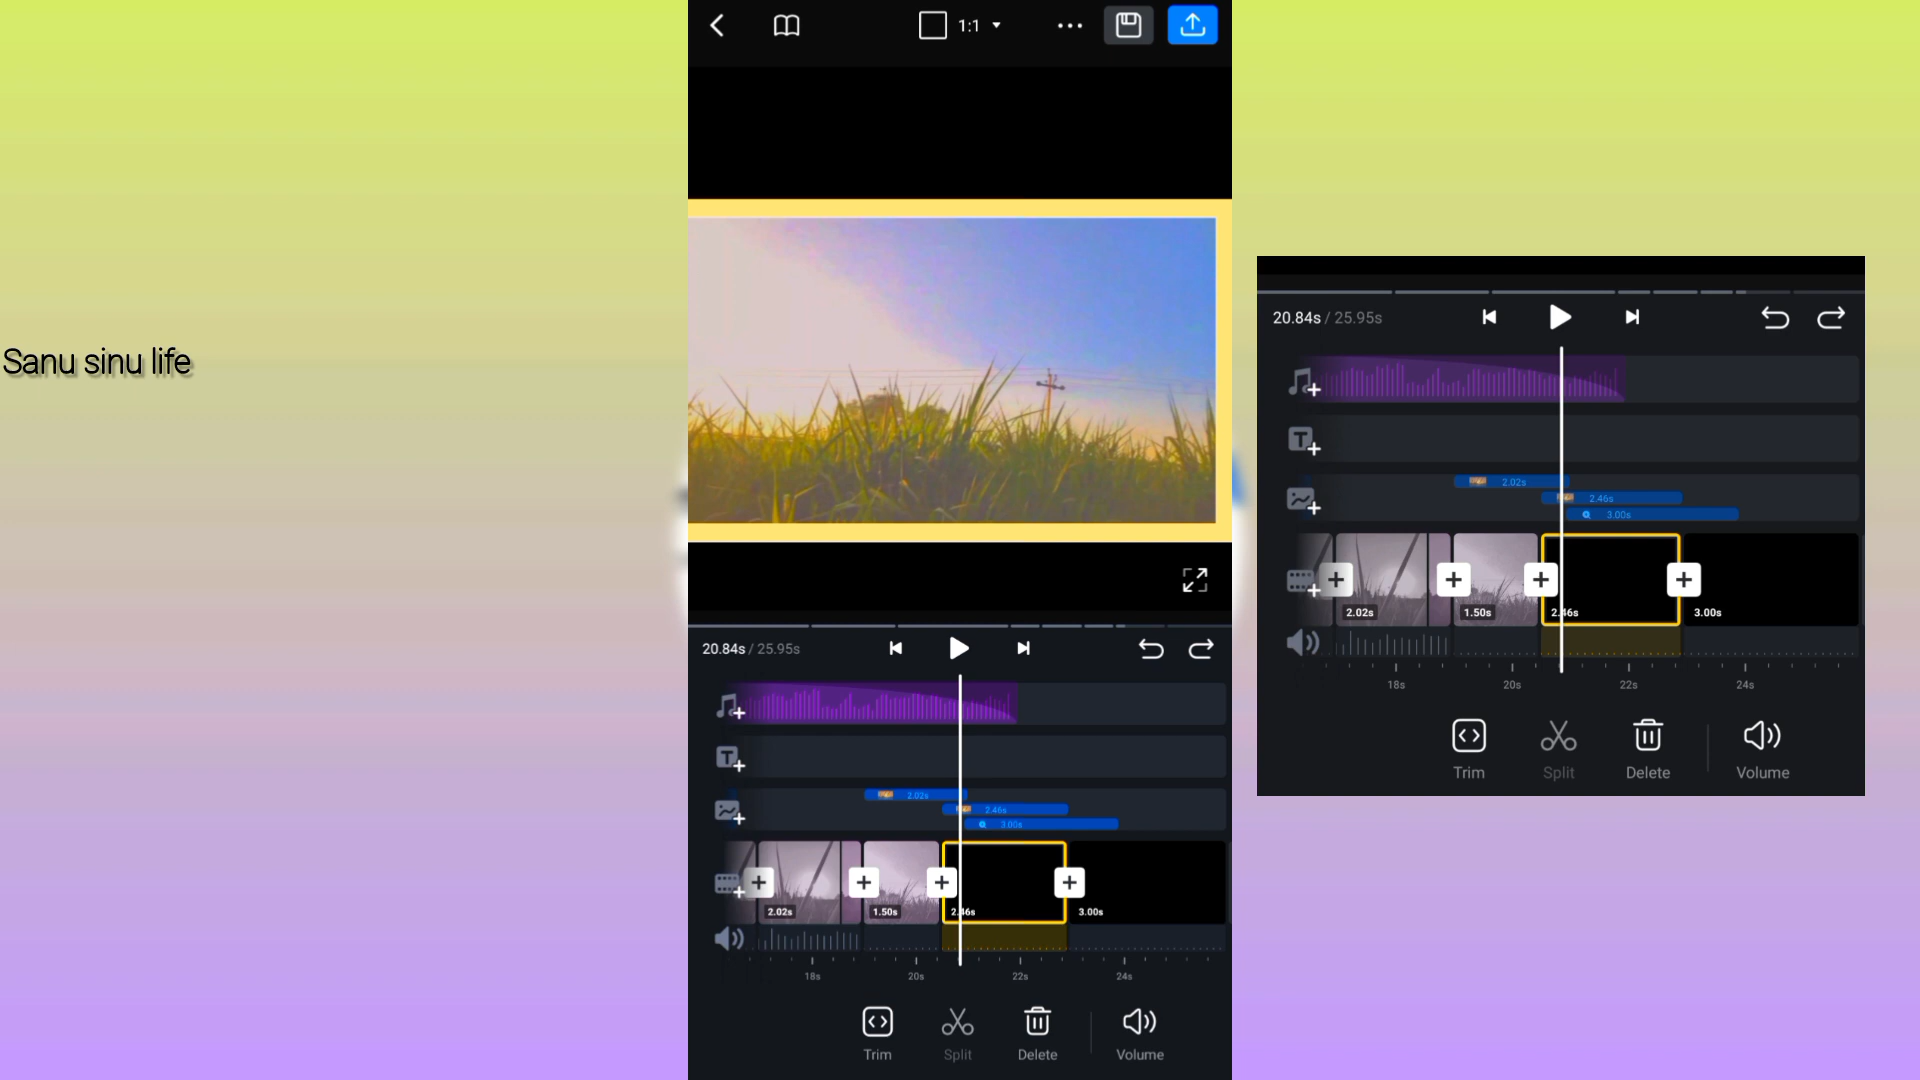 Sanu sinu life
1:1
20.84s / 25.95s
2.02s
2.46s
3.00s
2.02s
1.50s
2.46s
3.00s
18s
20s
22s
24s
Trim
Split
Delete
Volume
20.84s / 25.95s
2.02s
2.46s
3.00s
2.02s
1.50s
2.46s
3.00s
18s
20s
22s
24s
Trim
Split
Delete
Volume